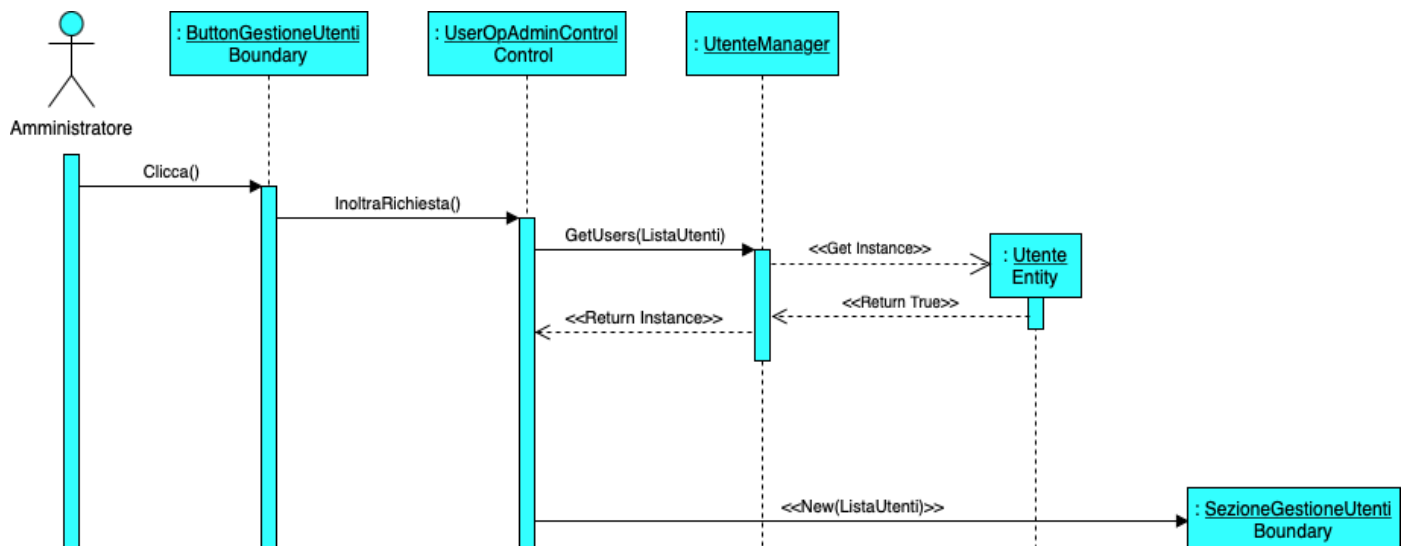 : ButtonGestioneUtenti
Boundary
: UserOpAdminControl
Control
: UtenteManager
Amministratore
Clicca()
InoltraRichiesta()
GetUsers(ListaUtenti)
<<Get Instance>>
: Utente
Entity
<<Return True>>
<<Return Instance>>
<<New(ListaUtenti)>>
: SezioneGestioneUtenti
Boundary